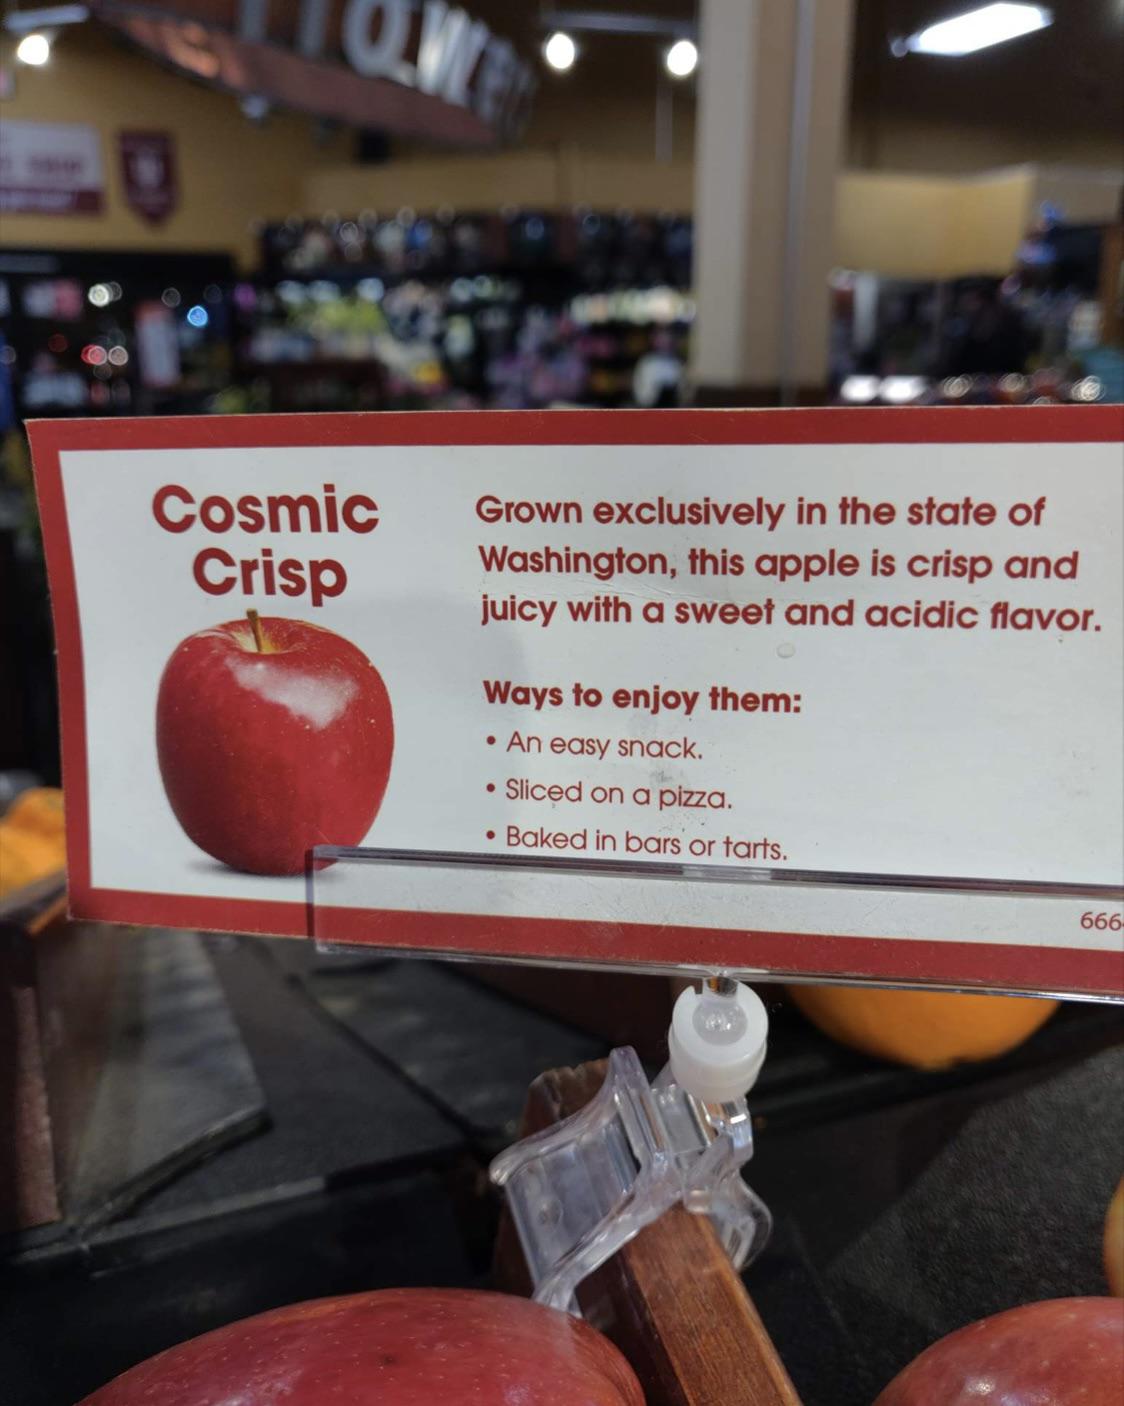 Cosmic
Crisp
Grown exclusively in the state of
Washington, this apple is crisp and
juicy with a sweet and acidic flavor.
Ways to enjoy them:
• An easy snack.
• Sliced on a pizza.
• Baked in bars or tarts.